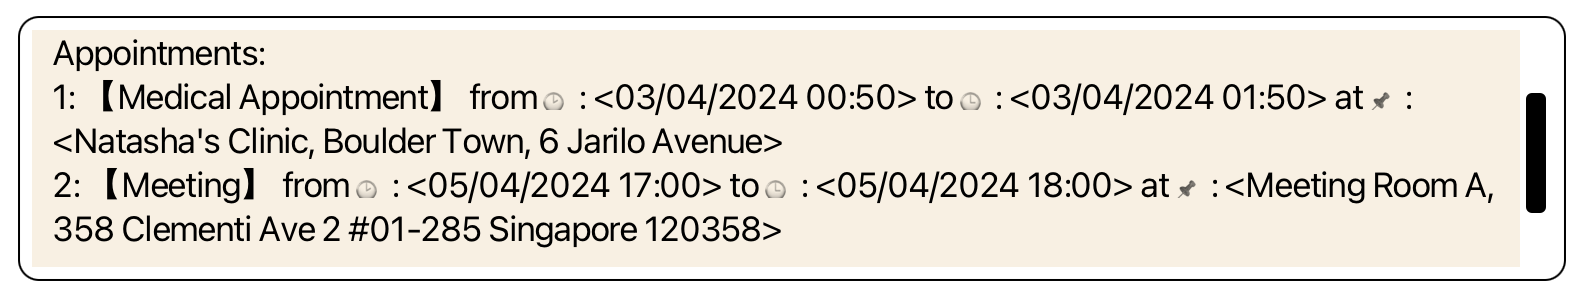 Appointments:
1: 【Medical Appointment】 from🕒 : <03/04/2024 00:50> to🕒 : <03/04/2024 01:50> at📌 :
<Natasha's Clinic, Boulder Town, 6 Jarilo Avenue>
2: 【Meeting】 from🕒 : <05/04/2024 17:00> to🕒 : <05/04/2024 18:00> at📌 : <Meeting Room A,
358 Clementi Ave 2 #01-285 Singapore 120358>